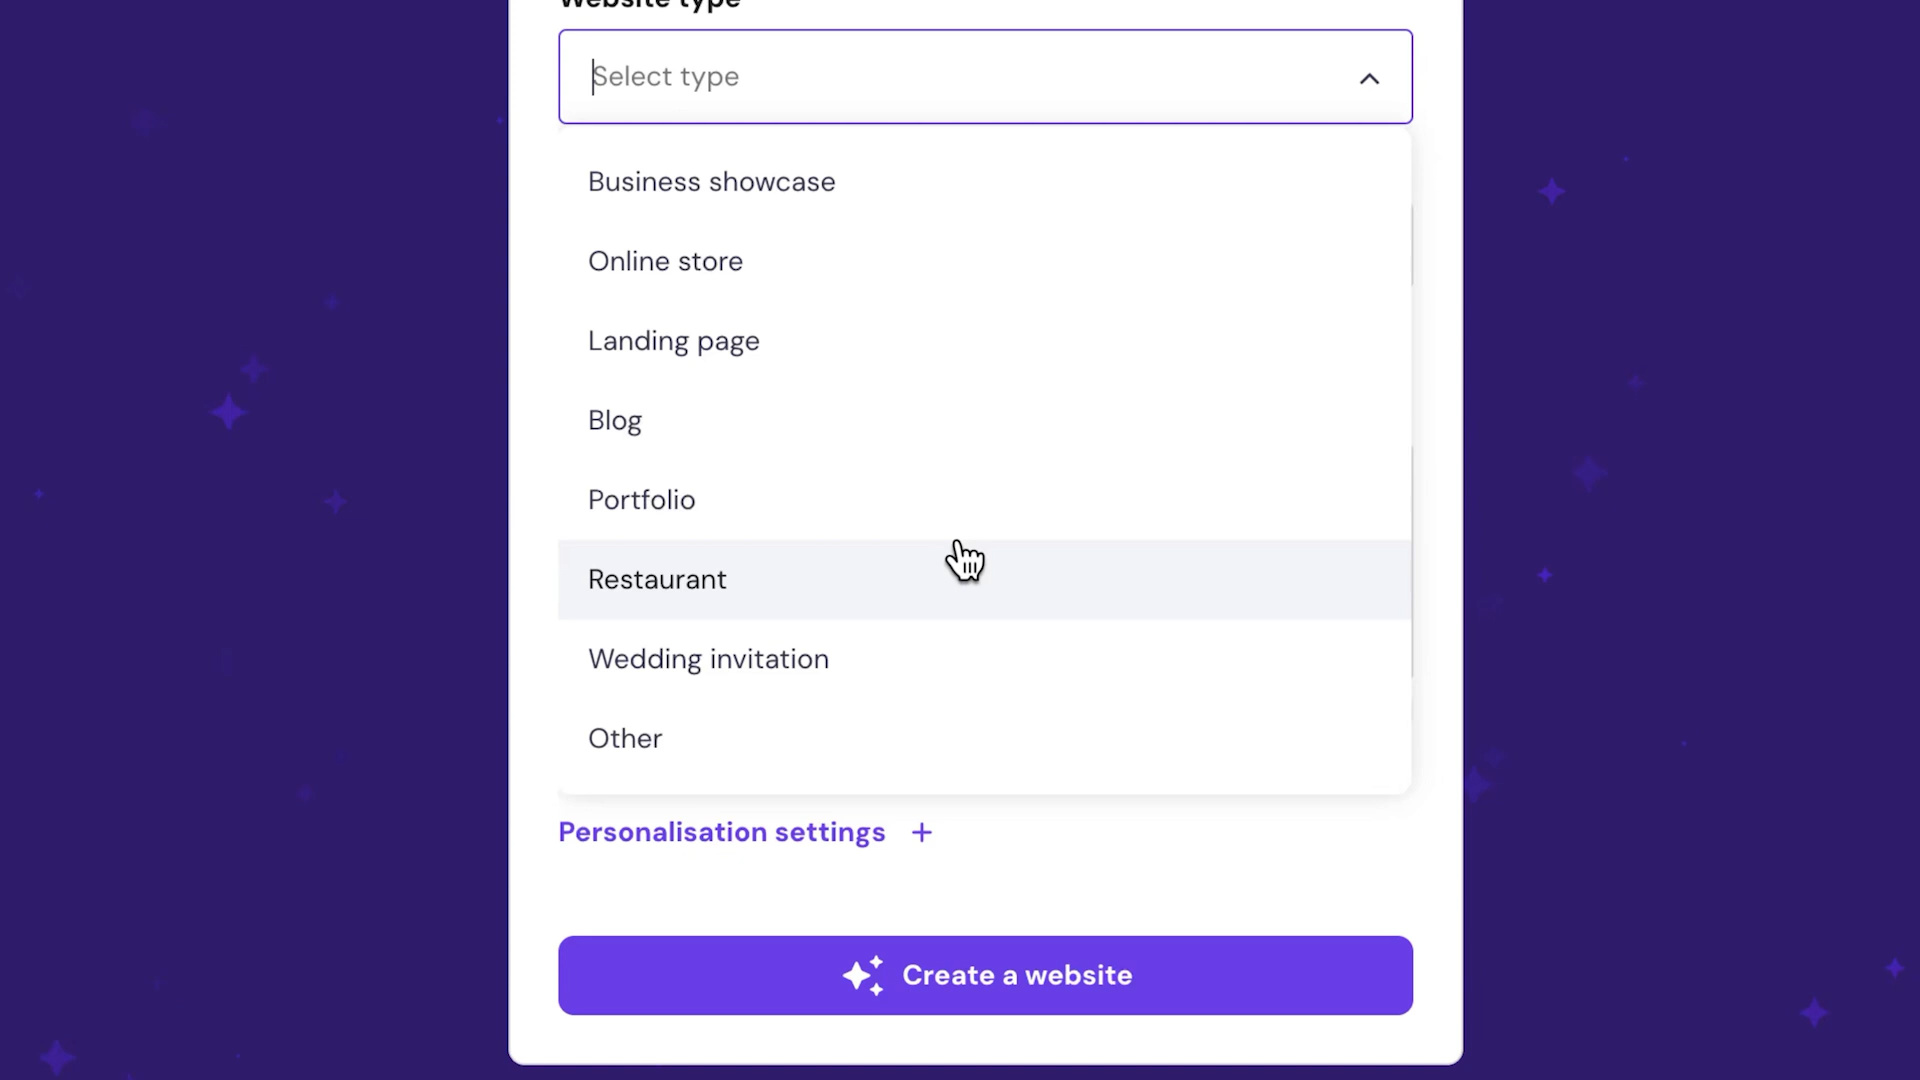 Website type
Select type
Business showcase
Online store
Landing page
Blog
Portfolio
Restaurant
Wedding invitation
Other
Personalisation settings +
Create a website